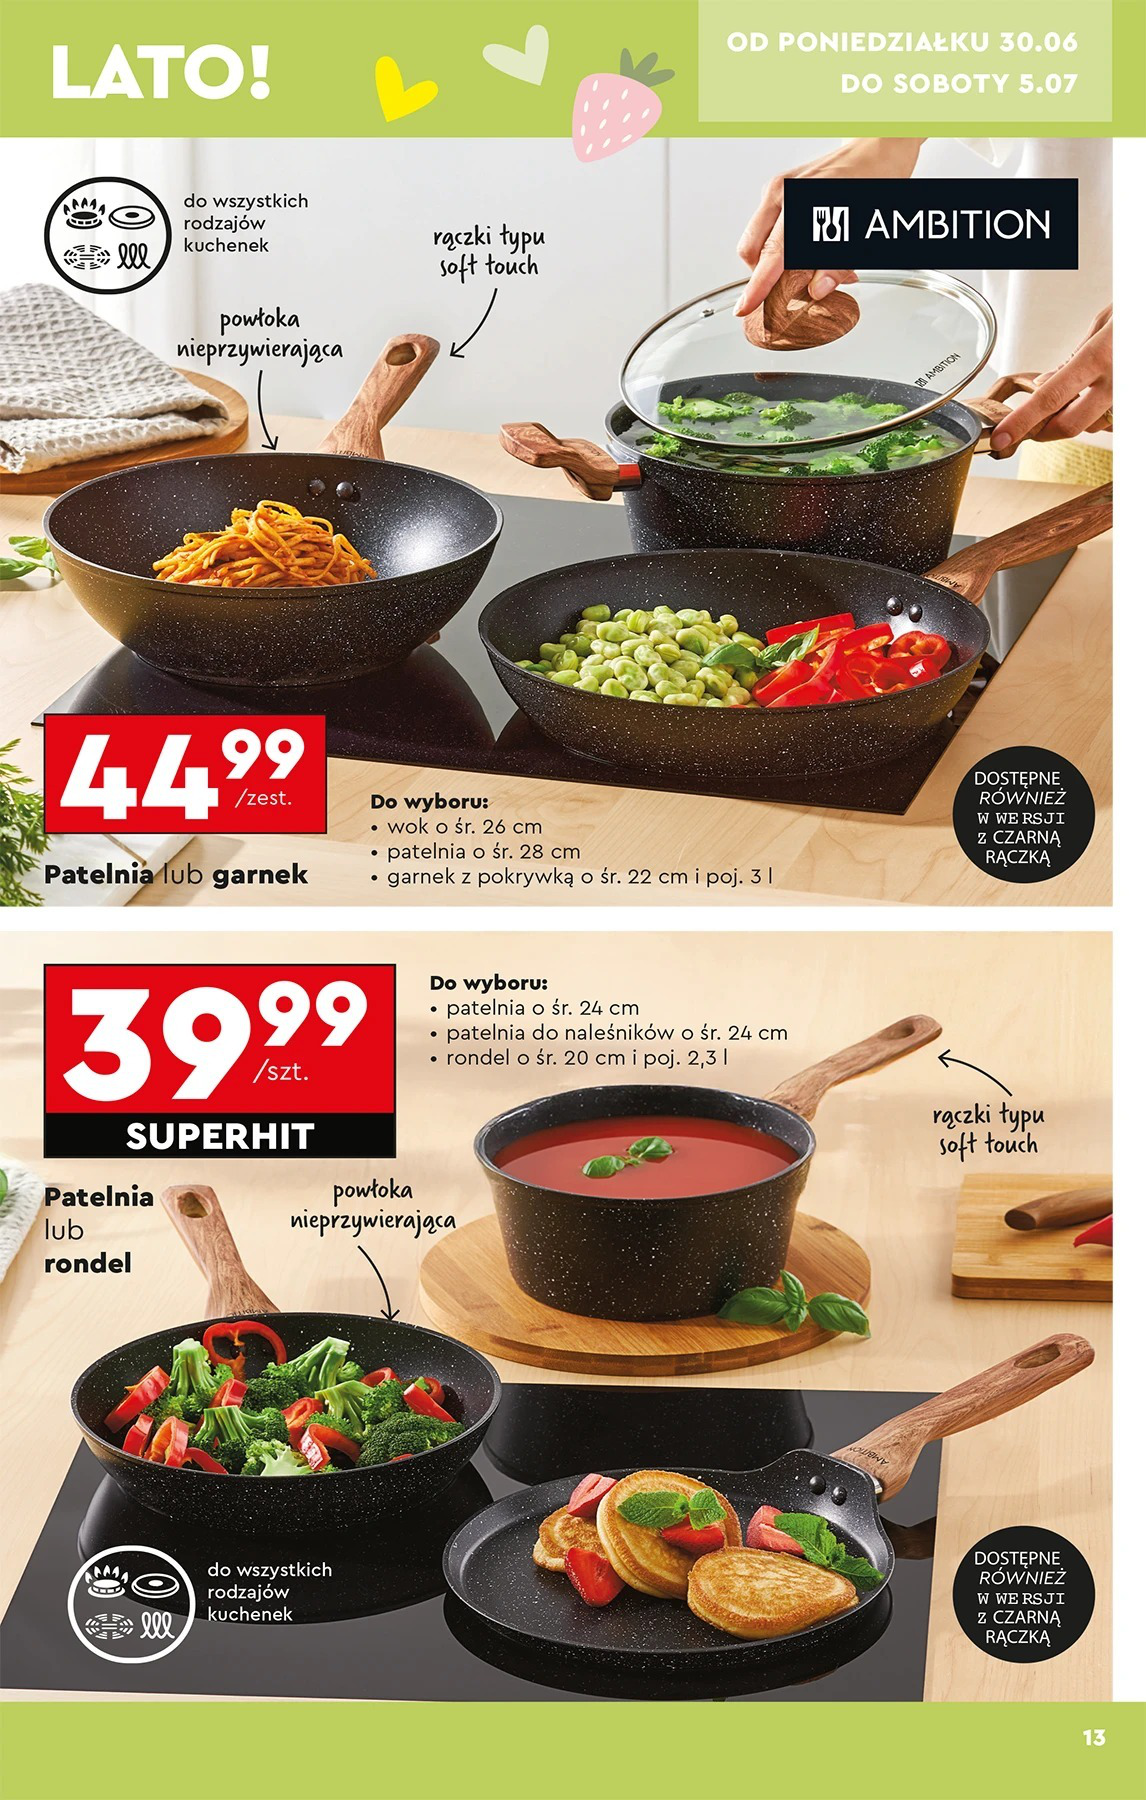 LATO!
OD PONIEDZIAŁKU 30.06
DO SOBOTY 5.07
do wszystkich
rodzajów
kuchenek
rączki typu
soft touch
AMBITION
powłoka
nieprzywierająca
AMBITION
AMBITION
44 99
/zest.
Patelnia lub garnek
Do wyboru:
• wok o śr. 26 cm
• patelnia o śr. 28 cm
• garnek z pokrywką o śr. 22 cm i poj. 3 l
DOSTĘPNE
RÓWNIEŻ
W WERSJI
Z CZARNĄ
RĄCZKĄ
39 99
/szt.
SUPERHIT
Patelnia
lub
rondel
Do wyboru:
• patelnia o śr. 24 cm
• patelnia do naleśników o śr. 24 cm
• rondel o śr. 20 cm i poj. 2,3 l
rączki typu
soft touch
powłoka
nieprzywierająca
AMBITION
do wszystkich
rodzajów
kuchenek
DOSTĘPNE
RÓWNIEŻ
W WERSJI
Z CZARNĄ
RĄCZKĄ
13